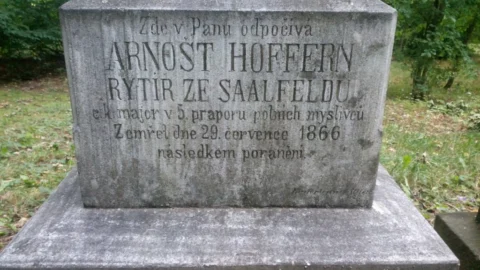 Zde v Pánu odpočívá
ARNOŠT HOFFERN
RYTÍŘ ZE SAALFELDU
c. k. major v 5. praporu polních myslivců
Zemřel dne 29. července 1866
následkem poranění.